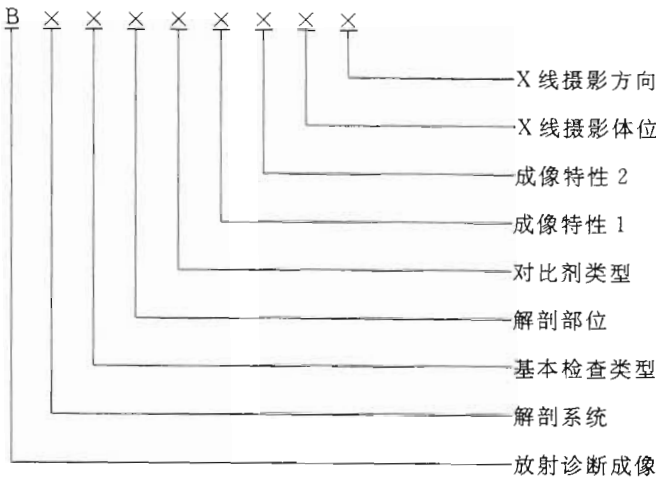 B × × × × × × × ×
X 线摄影方向
X 线摄影体位
成像特性 2
成像特性 1
对比剂类型
解剖部位
基本检查类型
解剖系统
放射诊断成像